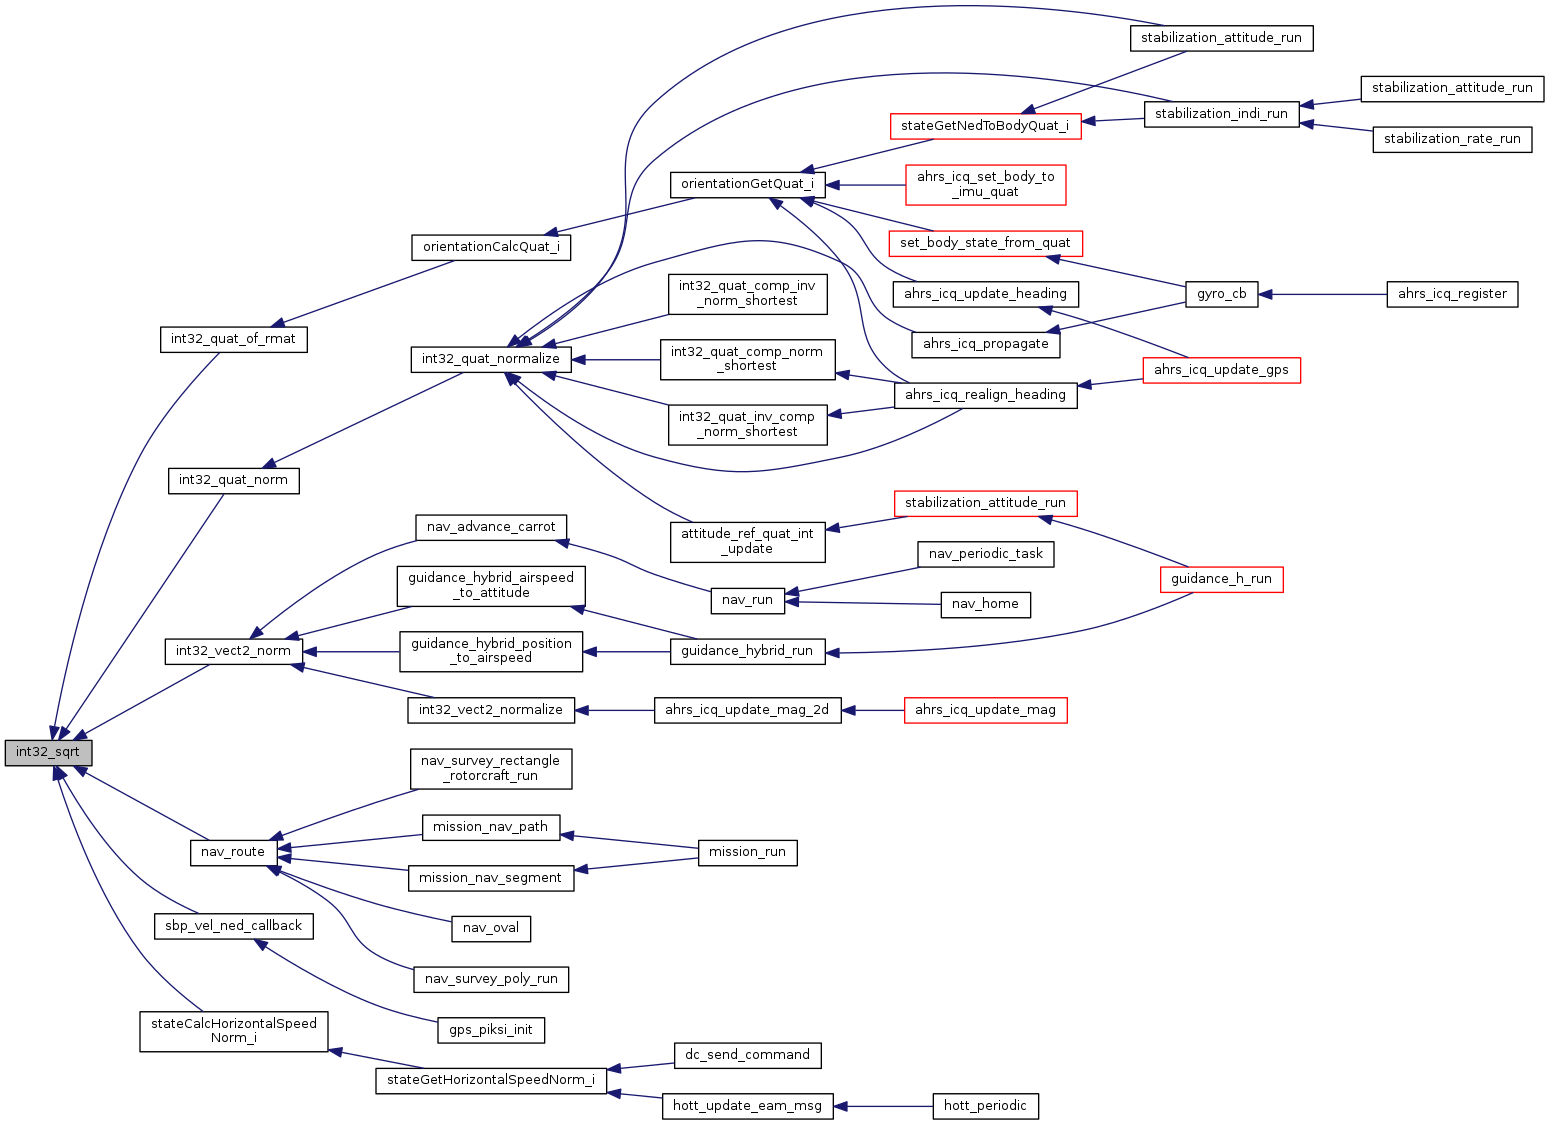 stabilization_attitude_run
stabilization_attitude_run
stabilization_indi_run
stateGetNedToBodyQuat_i
stabilization_rate_run
orientationGetQuat_i
ahrs_icq_set_body_to
_imu_quat
orientationCalcQuat_i
set_body_state_from_quat
int32_quat_comp_inv
_norm_shortest
ahrs_icq_update_heading
gyro_cb
ahrs_icq_register
int32_quat_of_rmat
ahrs_icq_propagate
int32_quat_normalize
int32_quat_comp_norm
_shortest
ahrs_icq_update_gps
ahrs_icq_realign_heading
int32_quat_inv_comp
_norm_shortest
int32_quat_norm
stabilization_attitude_run
nav_advance_carrot
attitude_ref_quat_int
_update
nav_periodic_task
guidance_h_run
guidance_hybrid_airspeed
_to_attitude
nav_run
nav_home
int32_vect2_norm
guidance_hybrid_position
_to_airspeed
guidance_hybrid_run
int32_vect2_normalize
ahrs_icq_update_mag_2d
ahrs_icq_update_mag
int32_sqrt
nav_survey_rectangle
_rotorcraft_run
mission_nav_path
nav_route
mission_run
mission_nav_segment
sbp_vel_ned_callback
nav_oval
nav_survey_poly_run
stateCalcHorizontalSpeed
Norm_i
gps_piksi_init
dc_send_command
stateGetHorizontalSpeedNorm_i
hott_update_eam_msg
hott_periodic